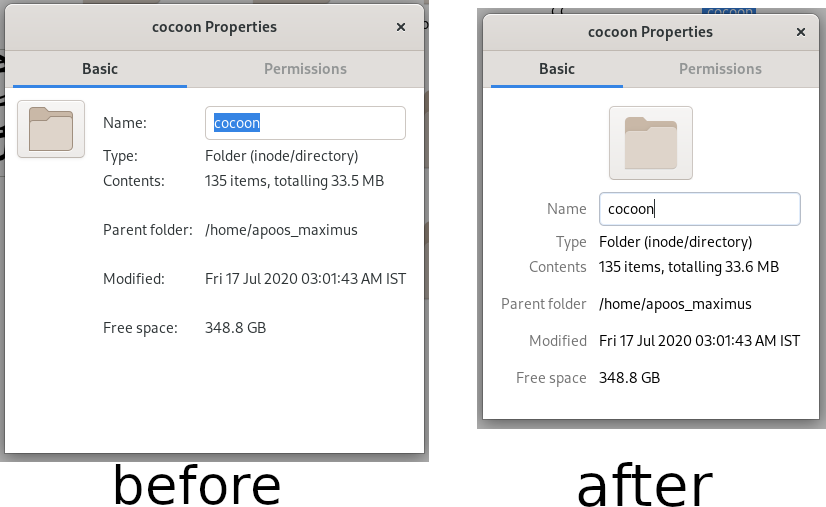 cocoon Properties ×
Basic Permissions
Name: cocoon
Type: Folder (inode/directory)
Contents: 135 items, totalling 33.5 MB
Parent folder: /home/apoos_maximus
Modified: Fri 17 Jul 2020 03:01:43 AM IST
Free space: 348.8 GB
before
cocoon
cocoon Properties ×
Basic Permissions
Name cocoon
Type Folder (inode/directory)
Contents 135 items, totalling 33.6 MB
Parent folder /home/apoos_maximus
Modified Fri 17 Jul 2020 03:01:43 AM IST
Free space 348.8 GB
after